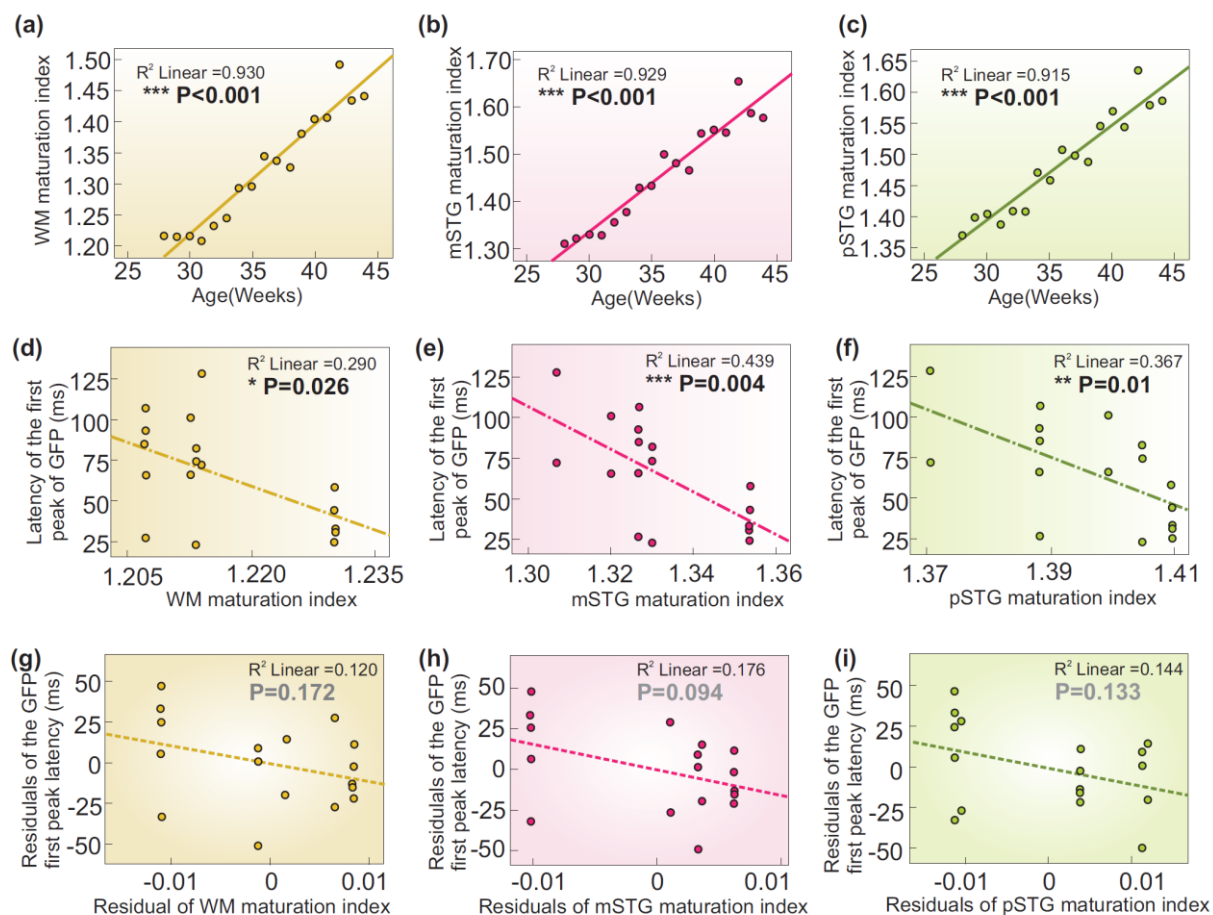 (a)
R² Linear =0.930
*** P<0.001
WM maturation index
1.50
1.40
1.30
1.20
25 30 35 40 45
Age(Weeks)
(b)
R² Linear =0.929
*** P<0.001
mSTG maturation index
1.70
1.60
1.50
1.40
1.30
25 30 35 40 45
Age(Weeks)
(c)
R² Linear =0.915
*** P<0.001
pSTG maturation index
1.65
1.60
1.55
1.50
1.45
1.40
1.35
25 30 35 40 45
Age(Weeks)
(d)
R² Linear =0.290
* P=0.026
Latency of the first
peak of GFP (ms)
125
100
75
50
25
1.205 1.220 1.235
WM maturation index
(e)
R² Linear =0.439
*** P=0.004
Latency of the first
peak of GFP (ms)
125
100
75
50
25
1.30 1.32 1.34 1.36
mSTG maturation index
(f)
R² Linear =0.367
** P=0.01
Latency of the first
peak of GFP (ms)
125
100
75
50
25
1.37 1.39 1.41
pSTG maturation index
(g)
R² Linear =0.120
P=0.172
Residulals of the GFP
first peak latency (ms)
50
25
0
-25
-50
-0.01 0 0.01
Residual of WM maturation index
(h)
R² Linear =0.176
P=0.094
Residulals of the GFP
first peak latency (ms)
50
25
0
-25
-50
-0.01 0 0.01
Residuals of mSTG maturation index
(i)
R² Linear =0.144
P=0.133
Residulals of the GFP
first peak latency (ms)
50
25
0
-25
-50
-0.01 0 0.01
Residuals of pSTG maturation index